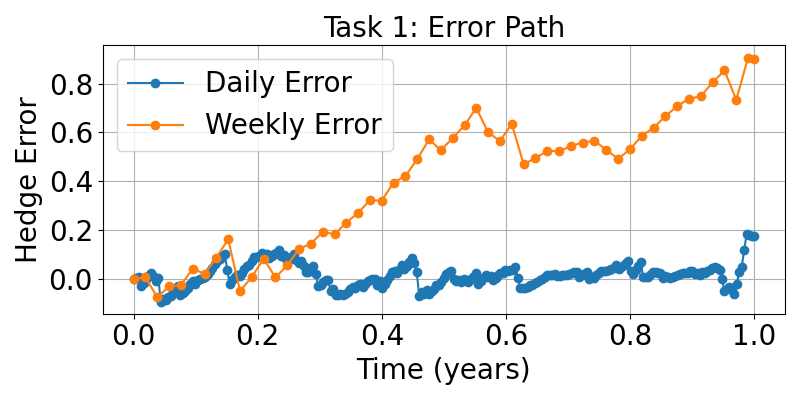 Task 1: Error Path
Daily Error
Weekly Error
Hedge Error
0.8
0.6
0.4
0.2
0.0
0.0 0.2 0.4 0.6 0.8 1.0
Time (years)